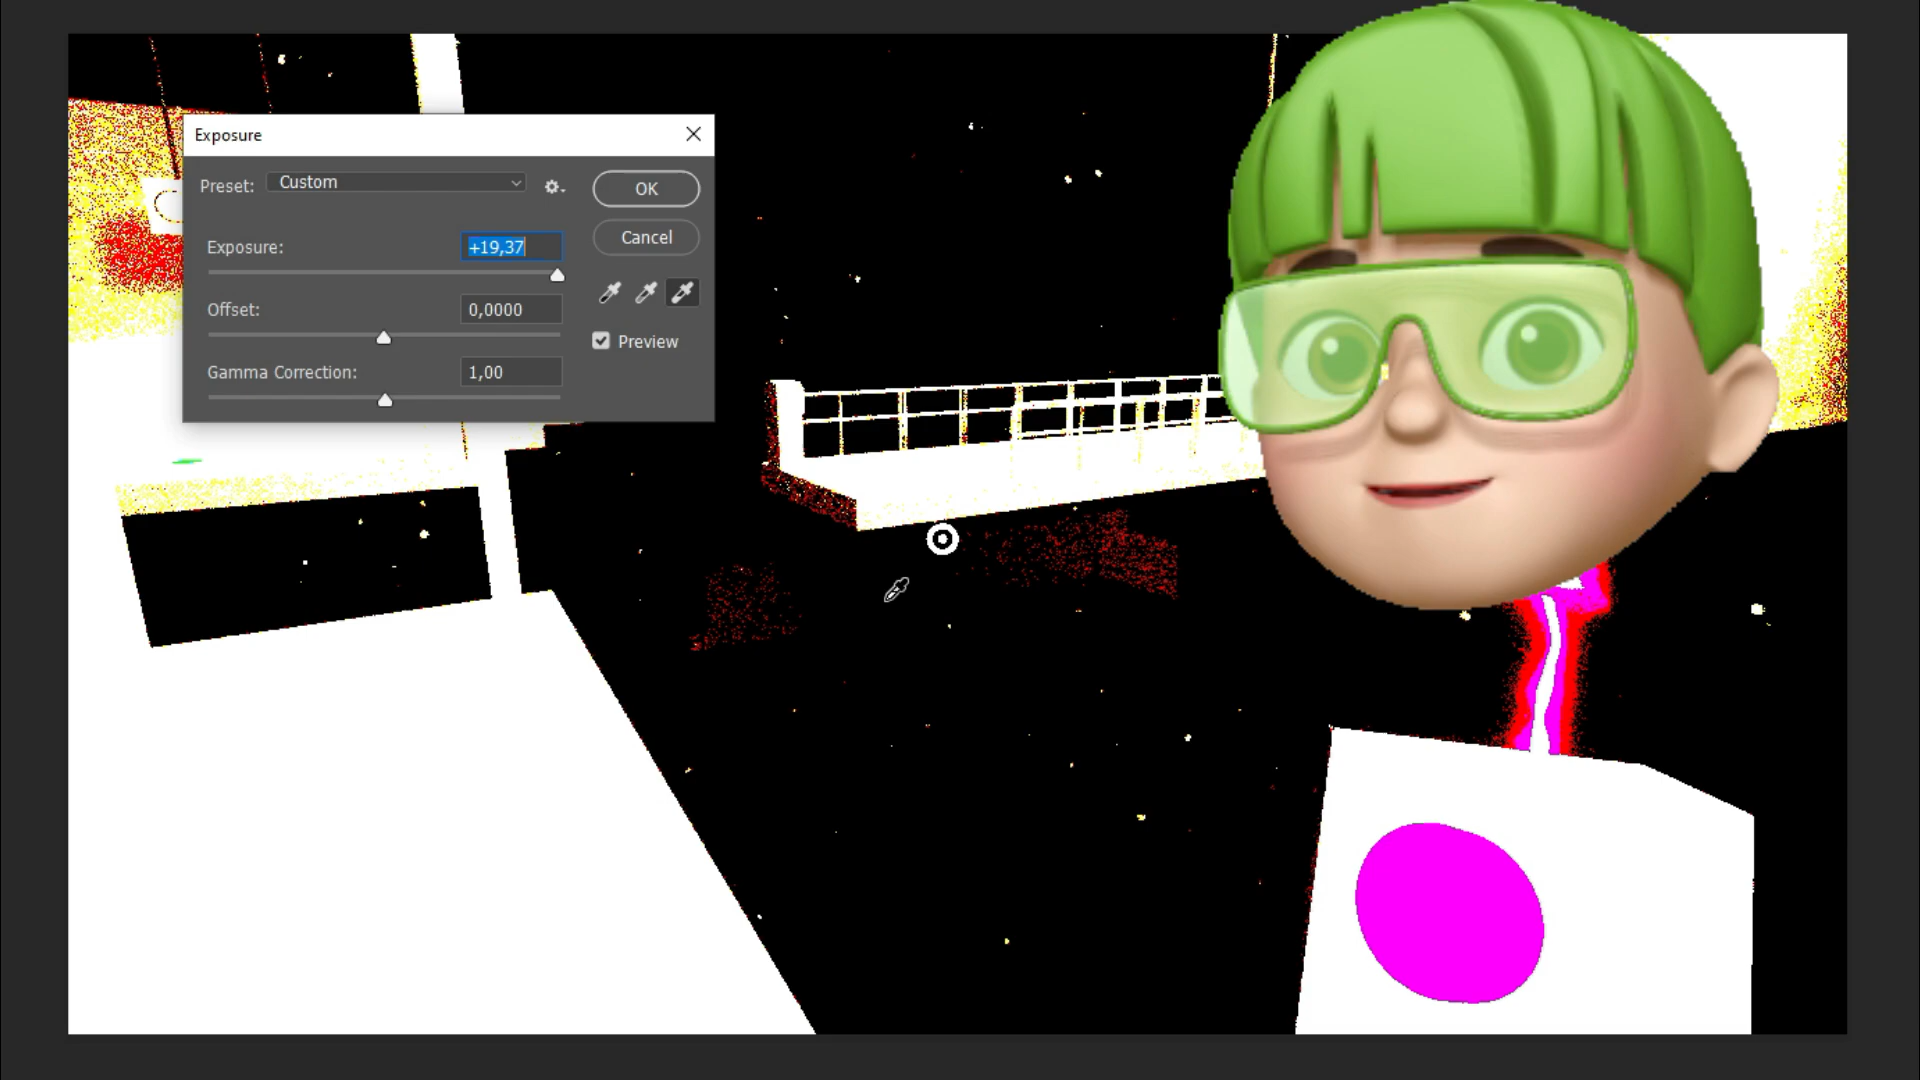 Exposure
Preset: Custom
OK
Cancel
Exposure: +19,37
Offset: 0,0000
Preview
Gamma Correction: 1,00